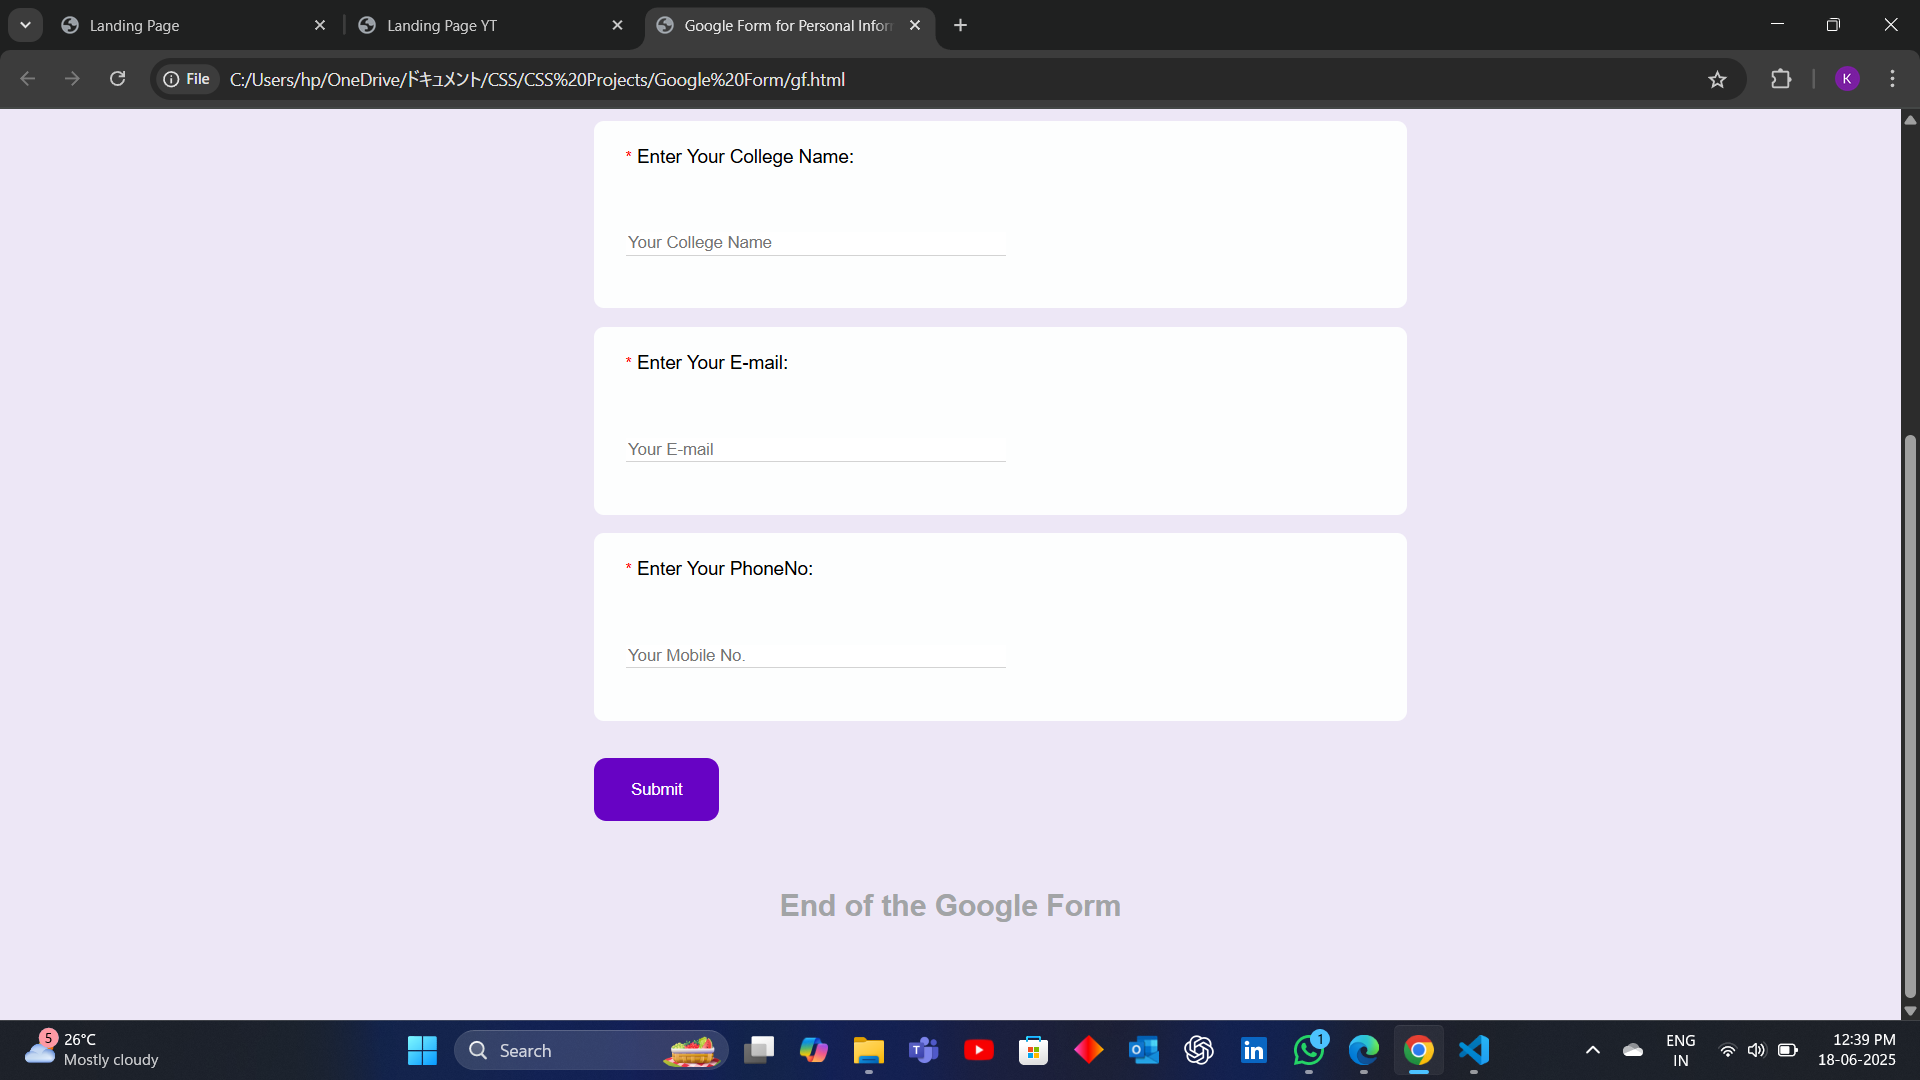 Landing Page
Landing Page YT
Google Form for Personal Infor
File
C:/Users/hp/OneDrive/ドキュメント/CSS/CSS%20Projects/Google%20Form/gf.html
K
* Enter Your College Name:
Your College Name
* Enter Your E-mail:
Your E-mail
* Enter Your PhoneNo:
Your Mobile No.
Submit
End of the Google Form
5
26°C
Mostly cloudy
Search
1
ENG
IN
12:39 PM
18-06-2025